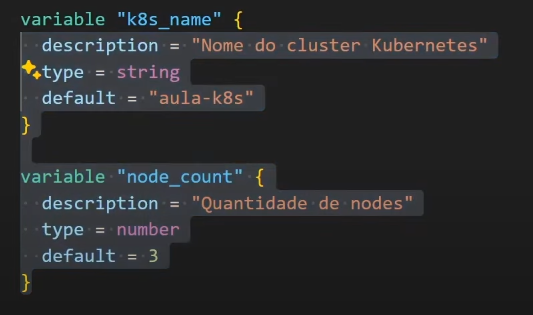 variable "k8s_name" {
  description = "Nome do cluster Kubernetes"
  type = string
  default = "aula-k8s"
}

variable "node_count" {
  description = "Quantidade de nodes"
  type = number
  default = 3
}